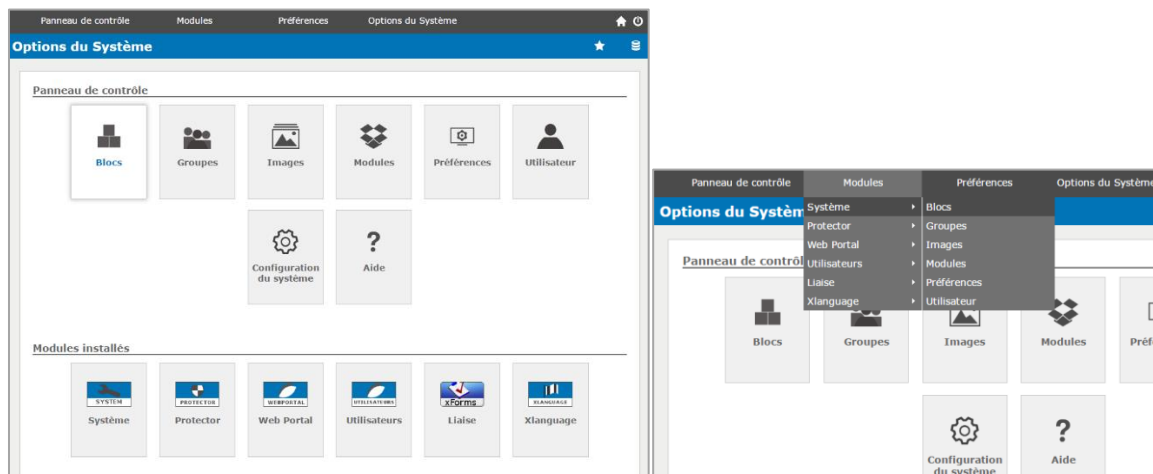 Panneau de contrôle Modules Préférences Options du Système
Options du Système
Panneau de contrôle
Blocs Groupes Images Modules Préférences Utilisateur
Configuration
du système
Aide
Modules installés
SYSTEM PROTECTOR WEBPORTAL UTILISATEURS xForms XLANGUAGE
Système Protector Web Portal Utilisateurs Liaise Xlanguage
Panneau de contrôle Modules Préférences Options du Système
Options du Systèm
Système Blocs
Protector Groupes
Web Portal Images
Utilisateurs Modules
Liaise Préférences
Xlanguage Utilisateur
Panneau de contrôl
Blocs Groupes Images Modules Préf
Configuration
du système
Aide